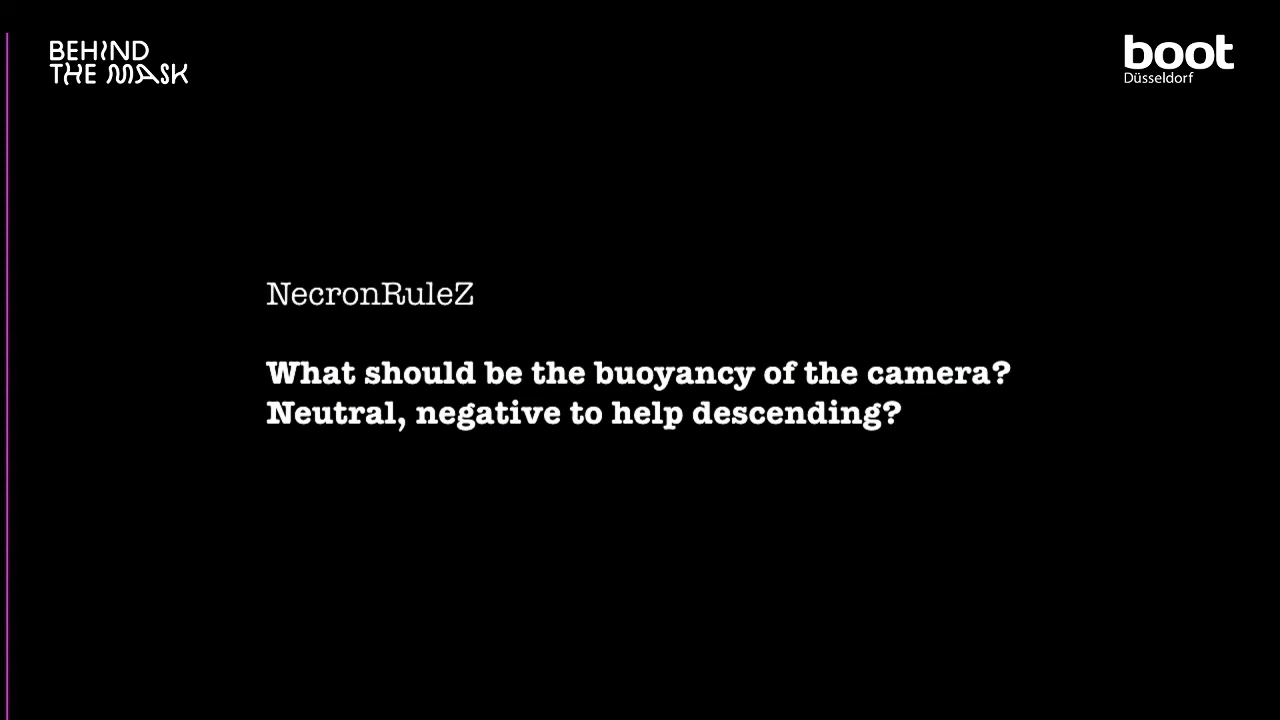 BEHIND
THE MASK
boot
Düsseldorf
NecronRuleZ
What should be the buoyancy of the camera?
Neutral, negative to help descending?